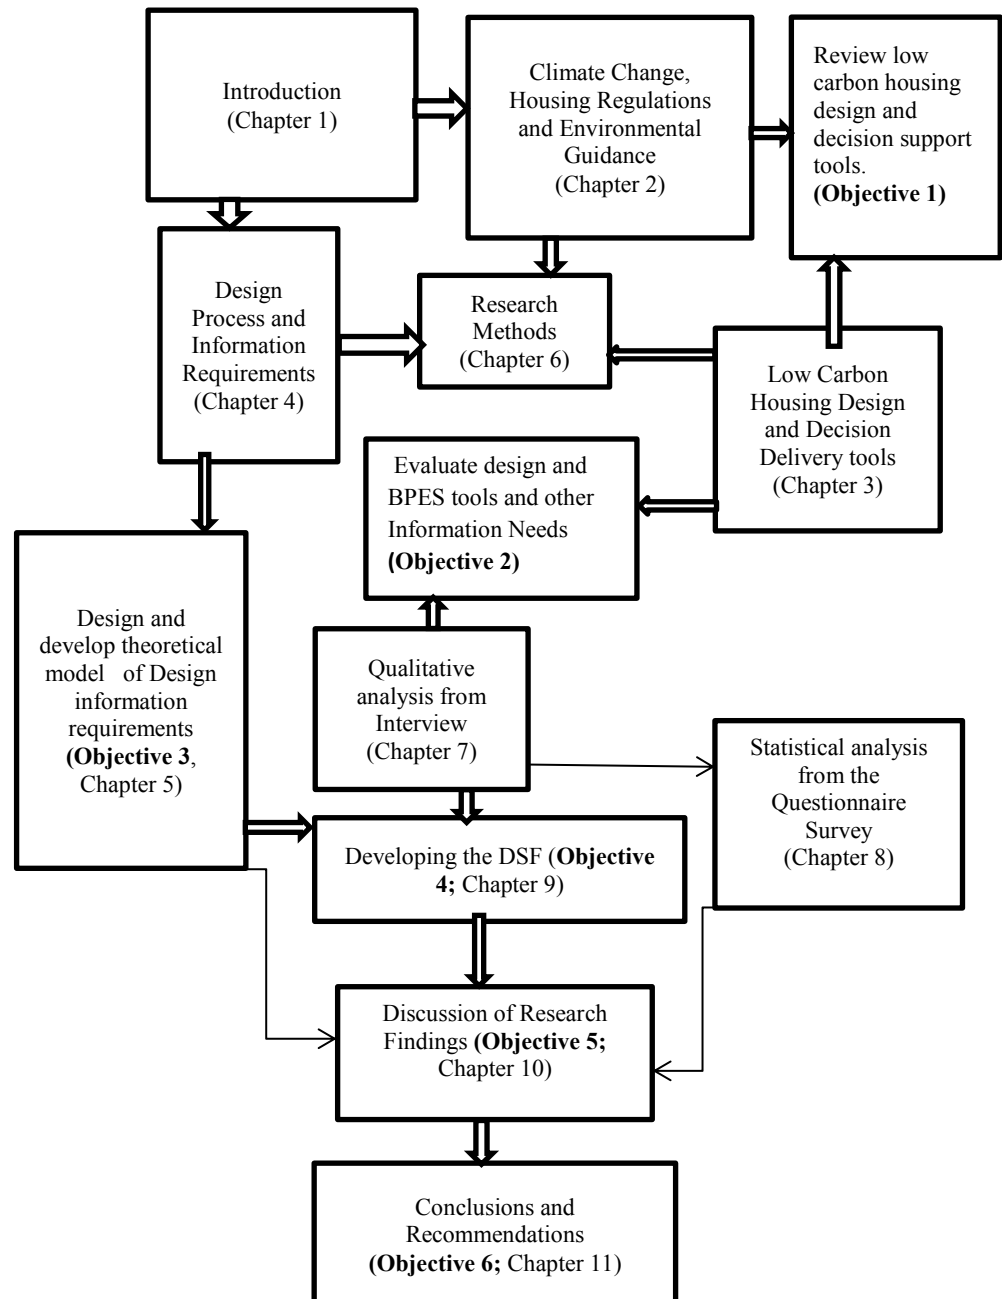 Introduction
(Chapter 1)
Climate Change,
Housing Regulations
and Environmental
Guidance
(Chapter 2)
Review low
carbon housing
design and
decision support
tools.
(Objective 1)
Design
Process and
Information
Requirements
(Chapter 4)
Research
Methods
(Chapter 6)
Low Carbon
Housing Design
and Decision
Delivery tools
(Chapter 3)
Evaluate design and
BPES tools and other
Information Needs
(Objective 2)
Design and
develop theoretical
model of Design
information
requirements
(Objective 3,
Chapter 5)
Qualitative
analysis from
Interview
(Chapter 7)
Statistical analysis
from the
Questionnaire
Survey
(Chapter 8)
Developing the DSF (Objective
4; Chapter 9)
Discussion of Research
Findings (Objective 5;
Chapter 10)
Conclusions and
Recommendations
(Objective 6; Chapter 11)